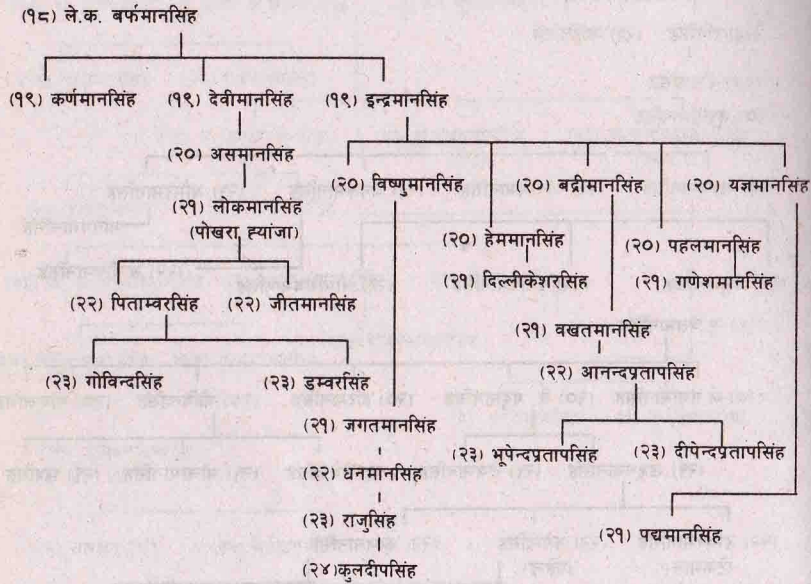 (१८) ले.क. बर्फमानसिंह
(१९) कर्णमानसिंह (१९) देवीमानसिंह (१९) इन्द्रमानसिंह
(२०) असमानसिंह
(२०) विष्णुमानसिंह (२०) बद्रीमानसिंह (२०) यज्ञमानसिंह
(२१) लोकमानसिंह
(पोखरा, ह्यांजा)
(२०) हेममानसिंह (२०) पहलमानसिंह
(२१) दिल्लीकेशरसिंह (२१) गणेशमानसिंह
(२२) पिताम्वरसिंह (२२) जीतमानसिंह
(२१) वखतमानसिंह
(२३) गोविन्दसिंह (२३) डम्वरसिंह (२२) आनन्दप्रतापसिंह
(२१) जगतमानसिंह
(२३) भूपेन्दप्रतापसिंह (२३) दीपेन्दप्रतापसिंह
(२२) धनमानसिंह
(२३) राजुसिंह (२१) पद्यमानसिंह
(२४)कुलदीपसिंह